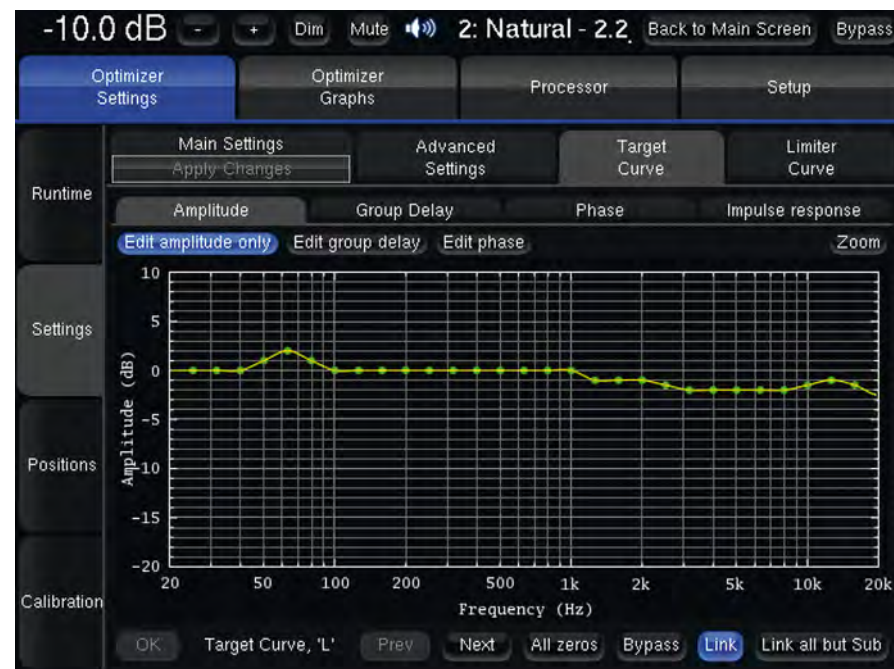 -10.0 dB - + Dim Mute 2: Natural - 2.2. Back to Main Screen Bypass
Optimizer Settings Optimizer Graphs Processor Setup
Main Settings Advanced Settings Target Curve Limiter Curve
Apply Changes
Runtime
Amplitude Group Delay Phase Impulse response
Edit amplitude only Edit group delay Edit phase Zoom
Settings
Positions
Calibration
Amplitude (dB)
10
5
0
-5
-10
-15
-20
20 50 100 200 500 1k 2k 5k 10k 20k
Frequency (Hz)
OK Target Curve, 'L' Prev Next All zeros Bypass Link Link all but Sub